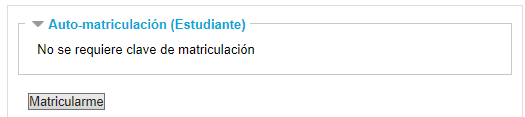 Auto-matriculación (Estudiante)
No se requiere clave de matriculación
Matricularme